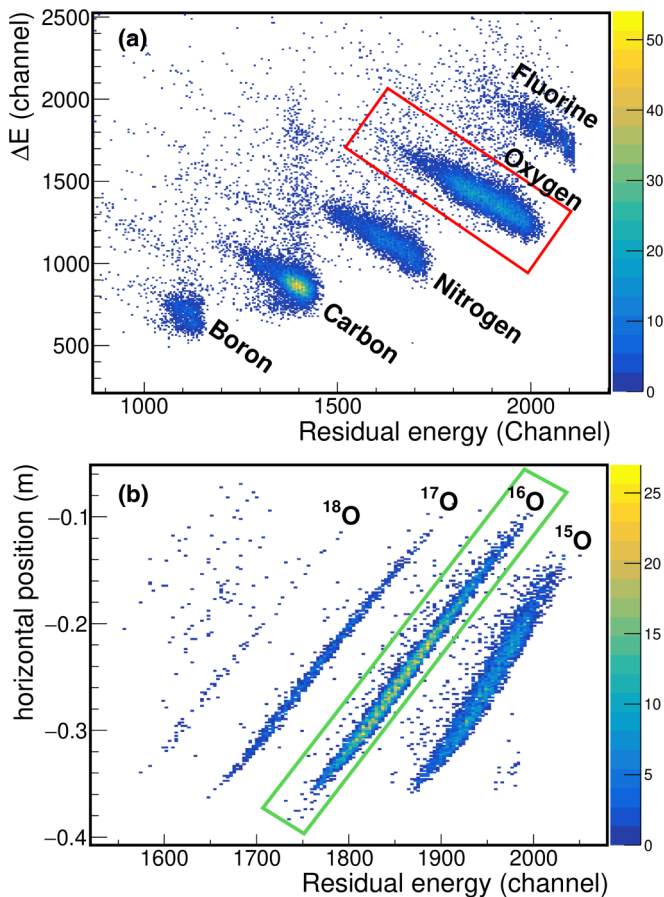 (a)
ΔE (channel)
2500
2000
1500
1000
500
Fluorine
Oxygen
Nitrogen
Carbon
Boron
1000 1500 2000
Residual energy (Channel)
50
40
30
20
10
0
(b)
horizontal position (m)
−0.1
−0.2
−0.3
−0.4
¹⁸O ¹⁷O ¹⁶O ¹⁵O
1600 1700 1800 1900 2000
Residual energy (channel)
25
20
15
10
5
0